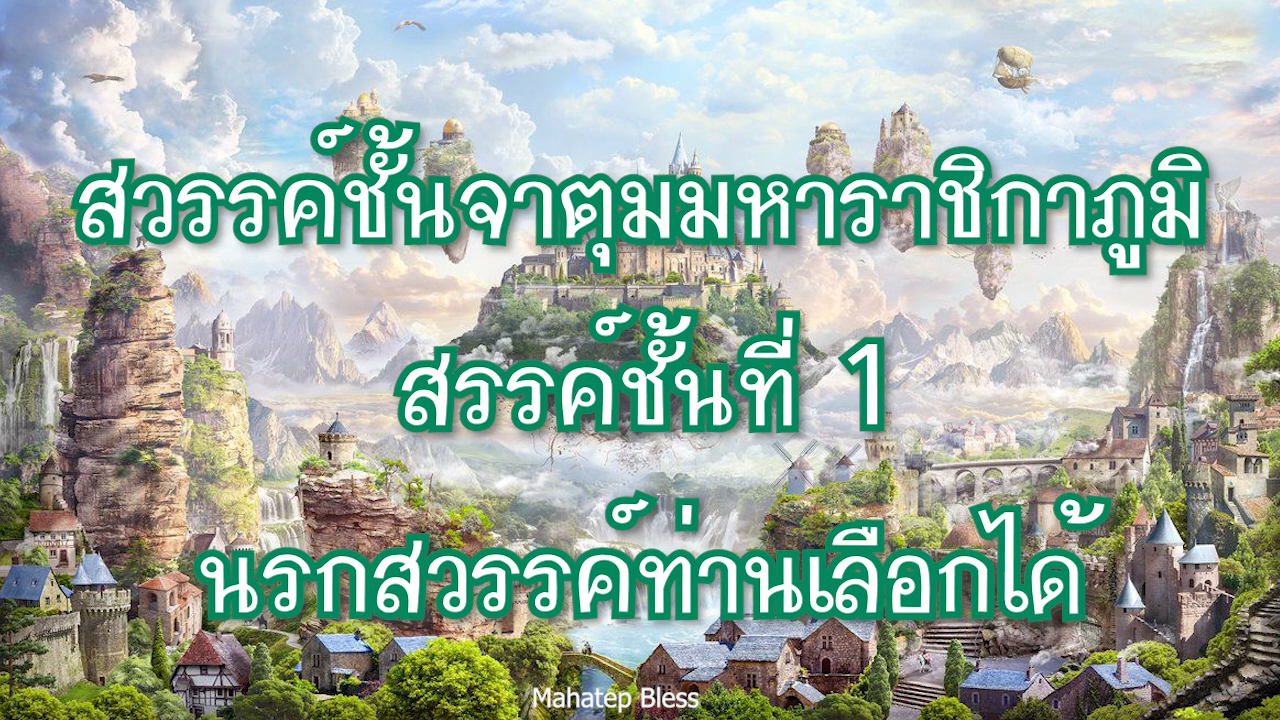 สวรรค์ชั้นจาตุมมหาราชิกาภูมิ
สรรค์ชั้นที่ 1
นรกสวรรค์ท่านเลือกได้
Mahatep Bless